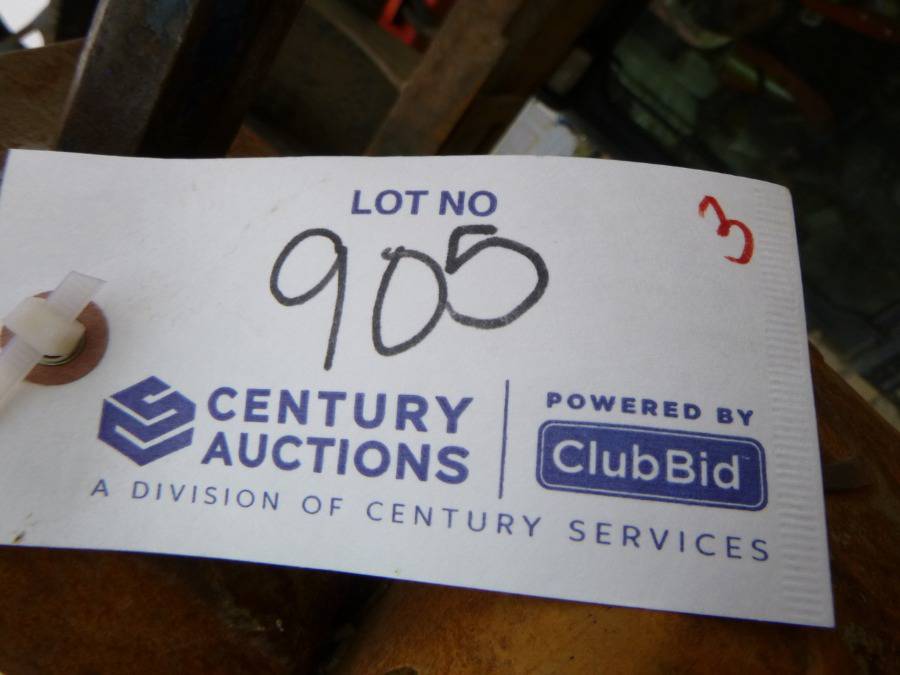 LOT NO
3
905
CENTURY
AUCTIONS
A DIVISION OF CENTURY SERVICES
POWERED BY
ClubBid